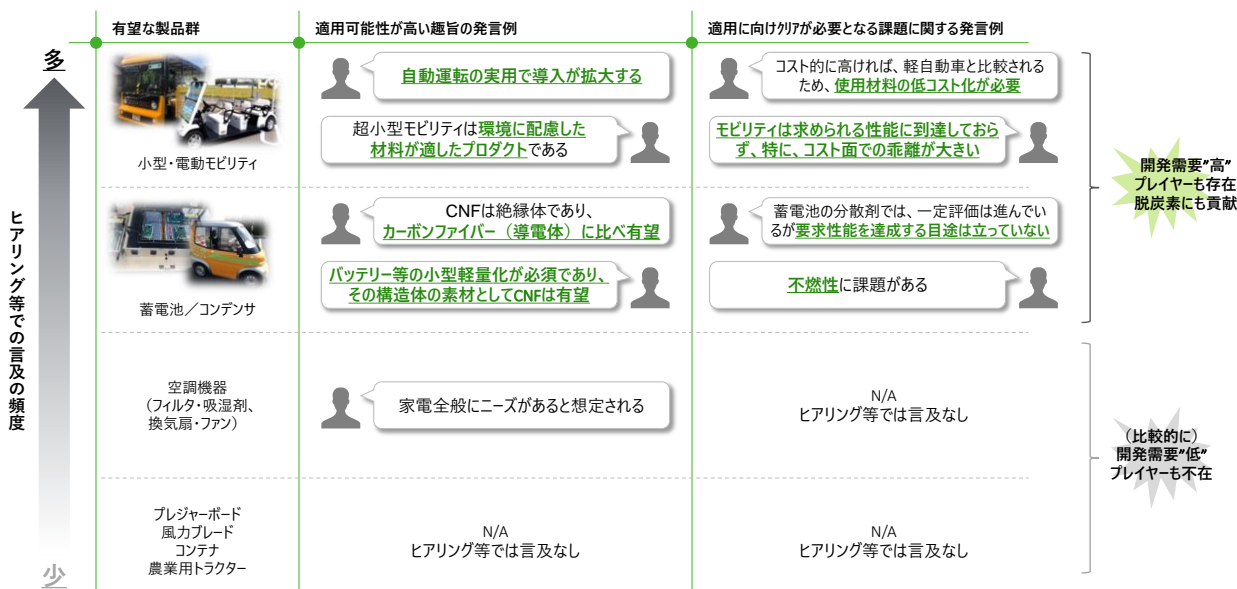 有望な製品群
適用可能性が高い趣旨の発言例
適用に向けクリアが必要となる課題に関する発言例
多
ヒアリング等での言及の頻度
少
小型・電動モビリティ
自動運転の実用で導入が拡大する
超小型モビリティは環境に配慮した
材料が適したプロダクトである
コスト的に高ければ、軽自動車と比較される
ため、使用材料の低コスト化が必要
モビリティは求められる性能に到達しておら
ず、特に、コスト面での乖離が大きい
蓄電池／コンデンサ
CNFは絶縁体であり、
カーボンファイバー（導電体）に比べ有望
バッテリー等の小型軽量化が必須であり、
その構造体の素材としてCNFは有望
蓄電池の分散剤では、一定評価は進んでい
るが要求性能を達成する目途は立っていない
不燃性に課題がある
開発需要”高”
プレイヤーも存在
脱炭素にも貢献
空調機器
（フィルタ・吸湿剤、
換気扇・ファン）
家電全般にニーズがあると想定される
N/A
ヒアリング等では言及なし
プレジャーボード
風力ブレード
コンテナ
農業用トラクター
N/A
ヒアリング等では言及なし
N/A
ヒアリング等では言及なし
（比較的に）
開発需要”低”
プレイヤーも不在